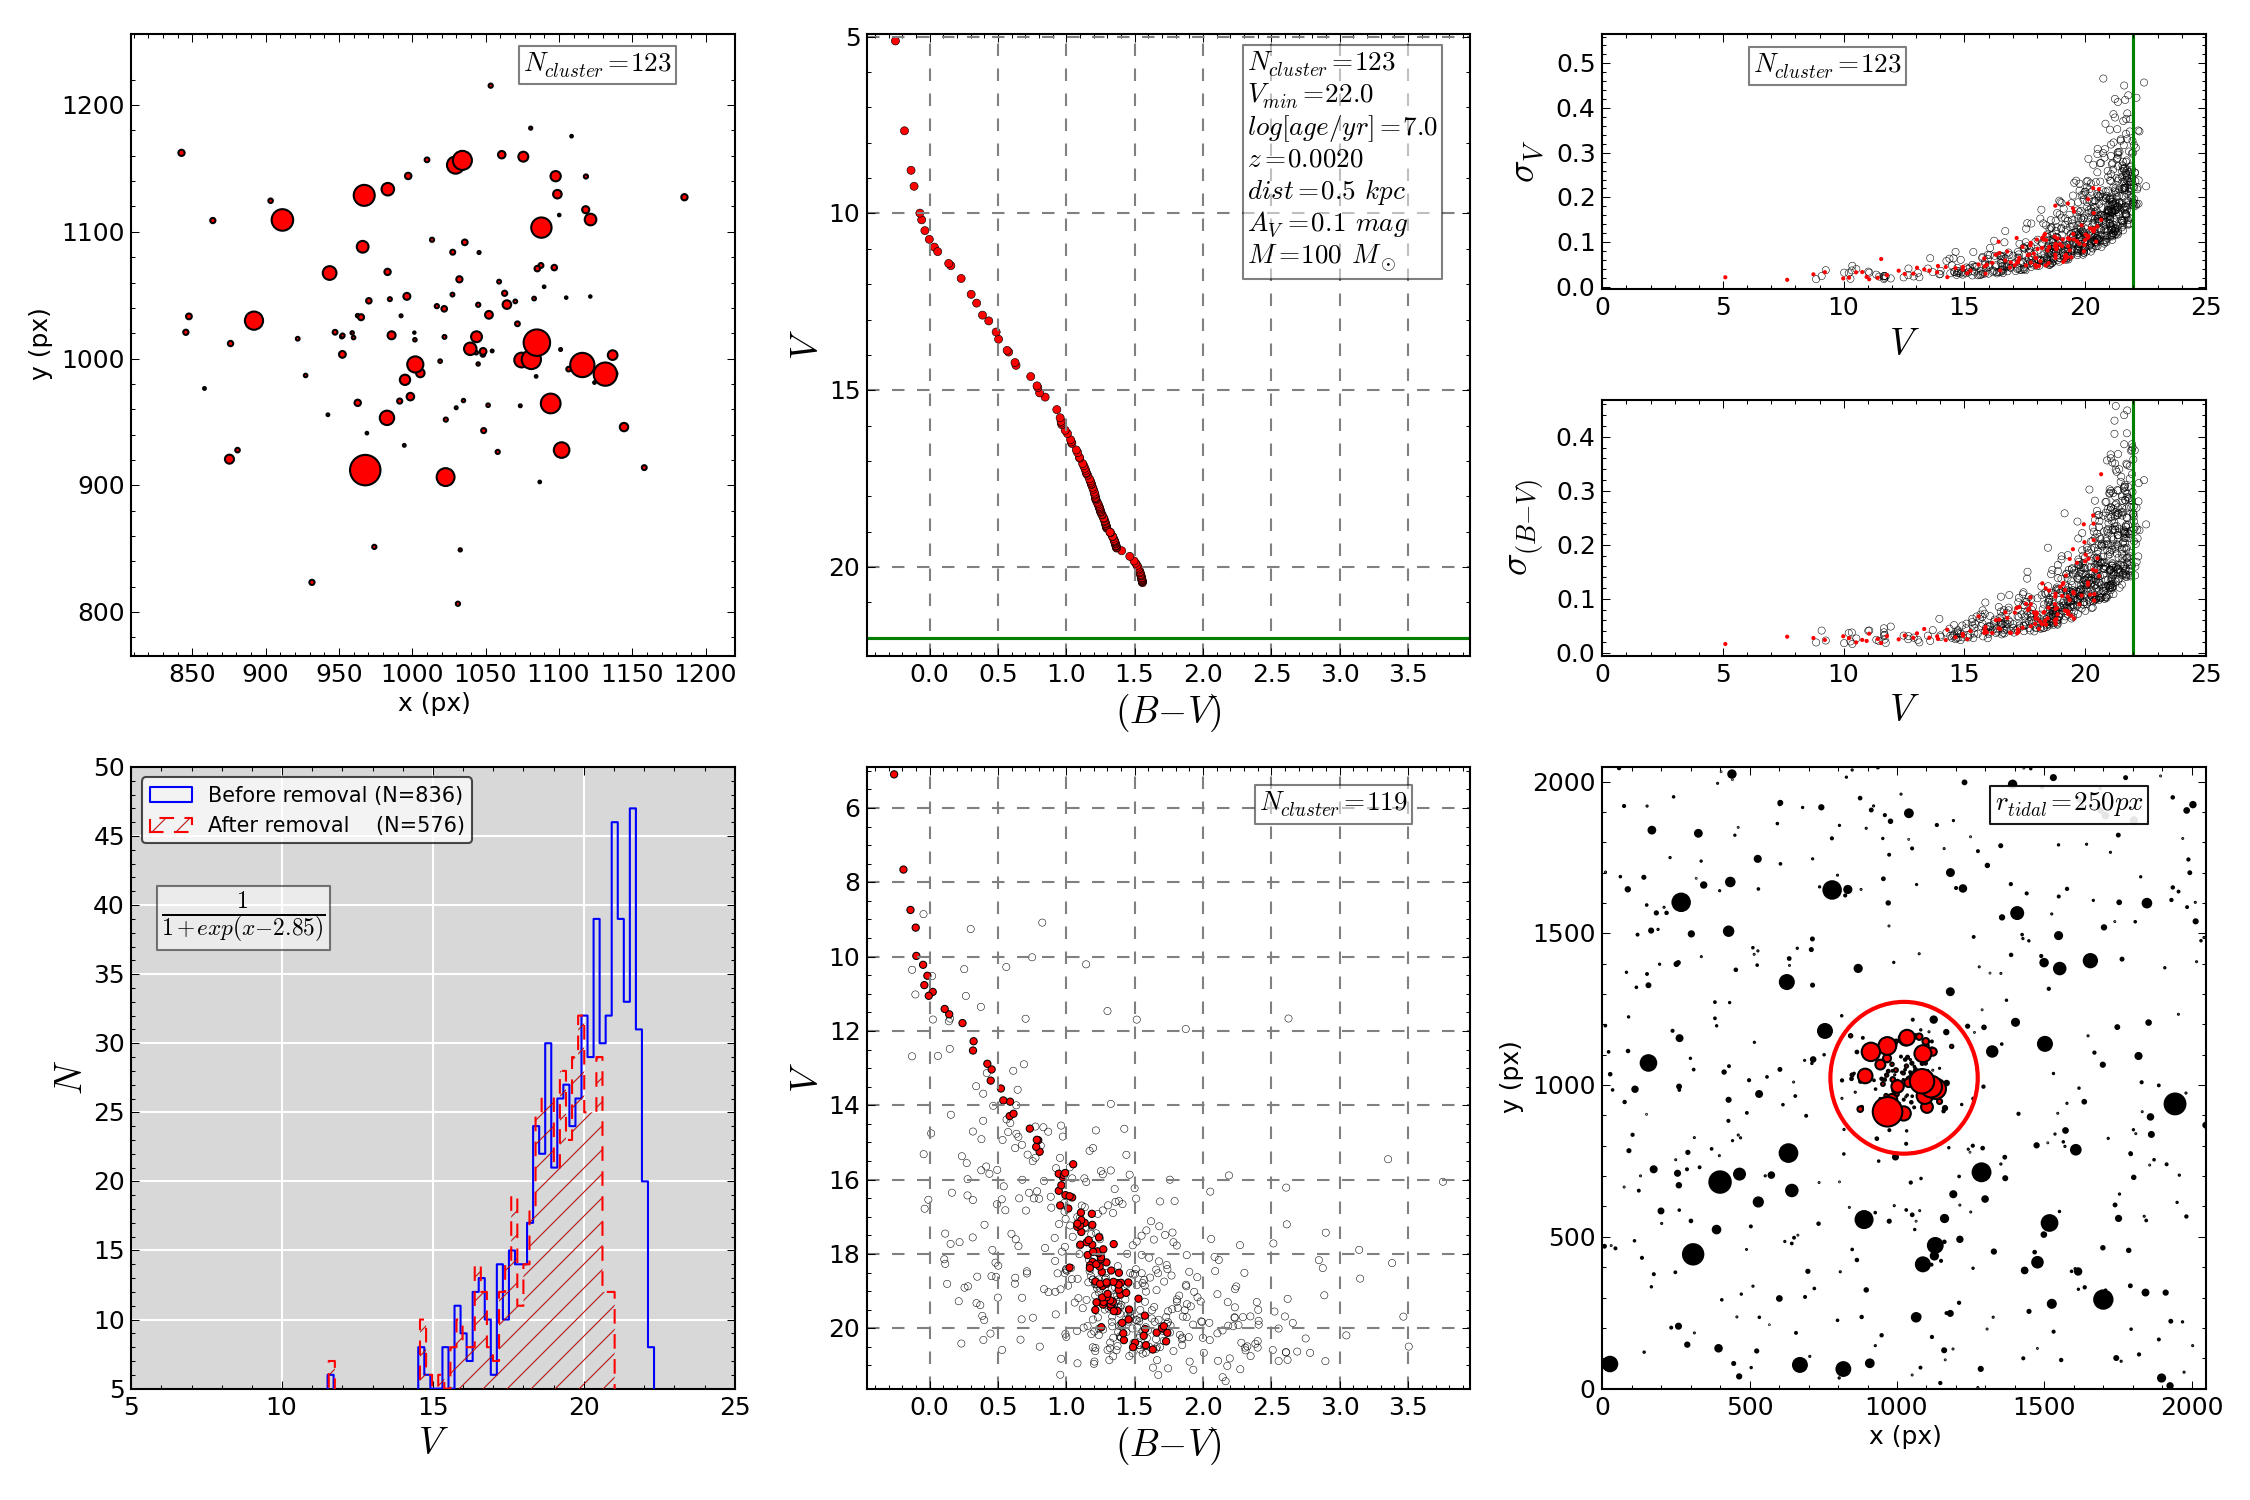 N_cluster=123
1200
1100
1000
900
800
y (px)
850 900 950 1000 1050 1100 1150 1200
x (px)
N_cluster=123
V_min=22.0
log[age/yr]=7.0
z=0.0020
dist=0.5 kpc
A_V=0.1 mag
M=100 M_⊙
5
10
15
20
V
0.0 0.5 1.0 1.5 2.0 2.5 3.0 3.5
(B−V)
N_cluster=123
0.5
0.4
0.3
0.2
0.1
0.0
σ_V
0 5 10 15 20 25
V
0.4
0.3
0.2
0.1
0.0
σ_(B−V)
0 5 10 15 20 25
V
Before removal (N=836)
After removal (N=576)
1
1+exp(x−2.85)
50
45
40
35
30
25
20
15
10
5
N
5 10 15 20 25
V
N_cluster=119
6
8
10
12
14
16
18
20
V
0.0 0.5 1.0 1.5 2.0 2.5 3.0 3.5
(B−V)
r_tidal=250px
2000
1500
1000
500
0
y (px)
0 500 1000 1500 2000
x (px)